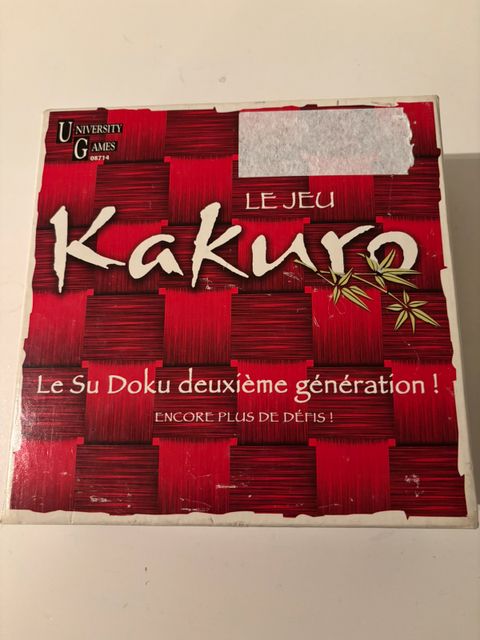 UNIVERSITY
GAMES
08714
LE JEU
Kakuro
Le Su Doku deuxième génération !
ENCORE PLUS DE DÉFIS !